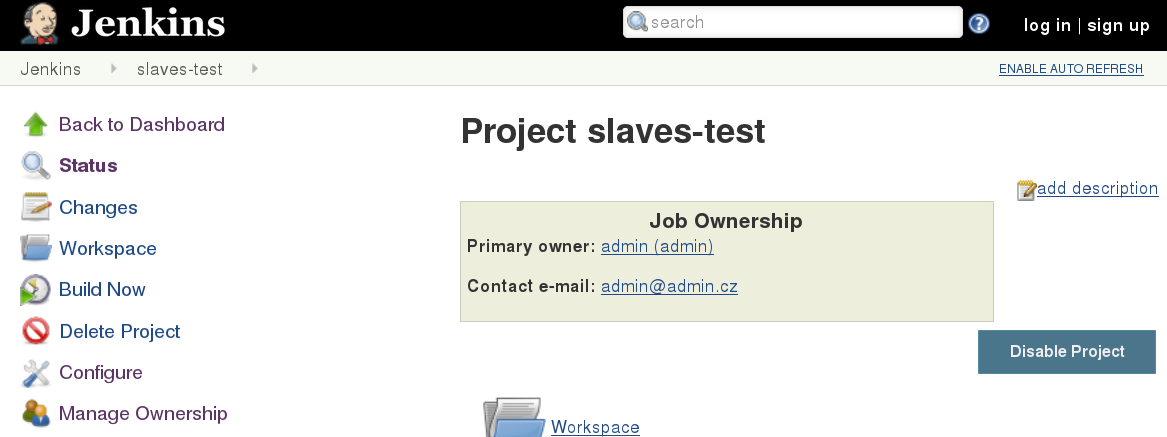 Jenkins
search
?
log in | sign up
Jenkins
slaves-test
ENABLE AUTO REFRESH
Back to Dashboard
Status
Changes
Workspace
Build Now
Delete Project
Configure
Manage Ownership
Project slaves-test
add description
Job Ownership
Primary owner: admin (admin)
Contact e-mail: admin@admin.cz
Disable Project
Workspace